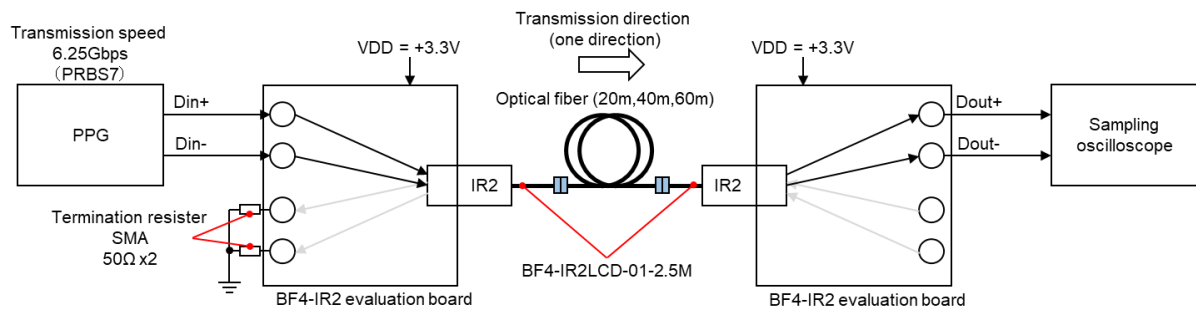 Transmission speed
6.25Gbps
(PRBS7)
PPG
Din+
Din-
VDD = +3.3V
IR2
Termination resister
SMA
50Ω x2
BF4-IR2 evaluation board
Transmission direction
(one direction)
Optical fiber (20m,40m,60m)
BF4-IR2LCD-01-2.5M
VDD = +3.3V
IR2
BF4-IR2 evaluation board
Dout+
Dout-
Sampling
oscilloscope